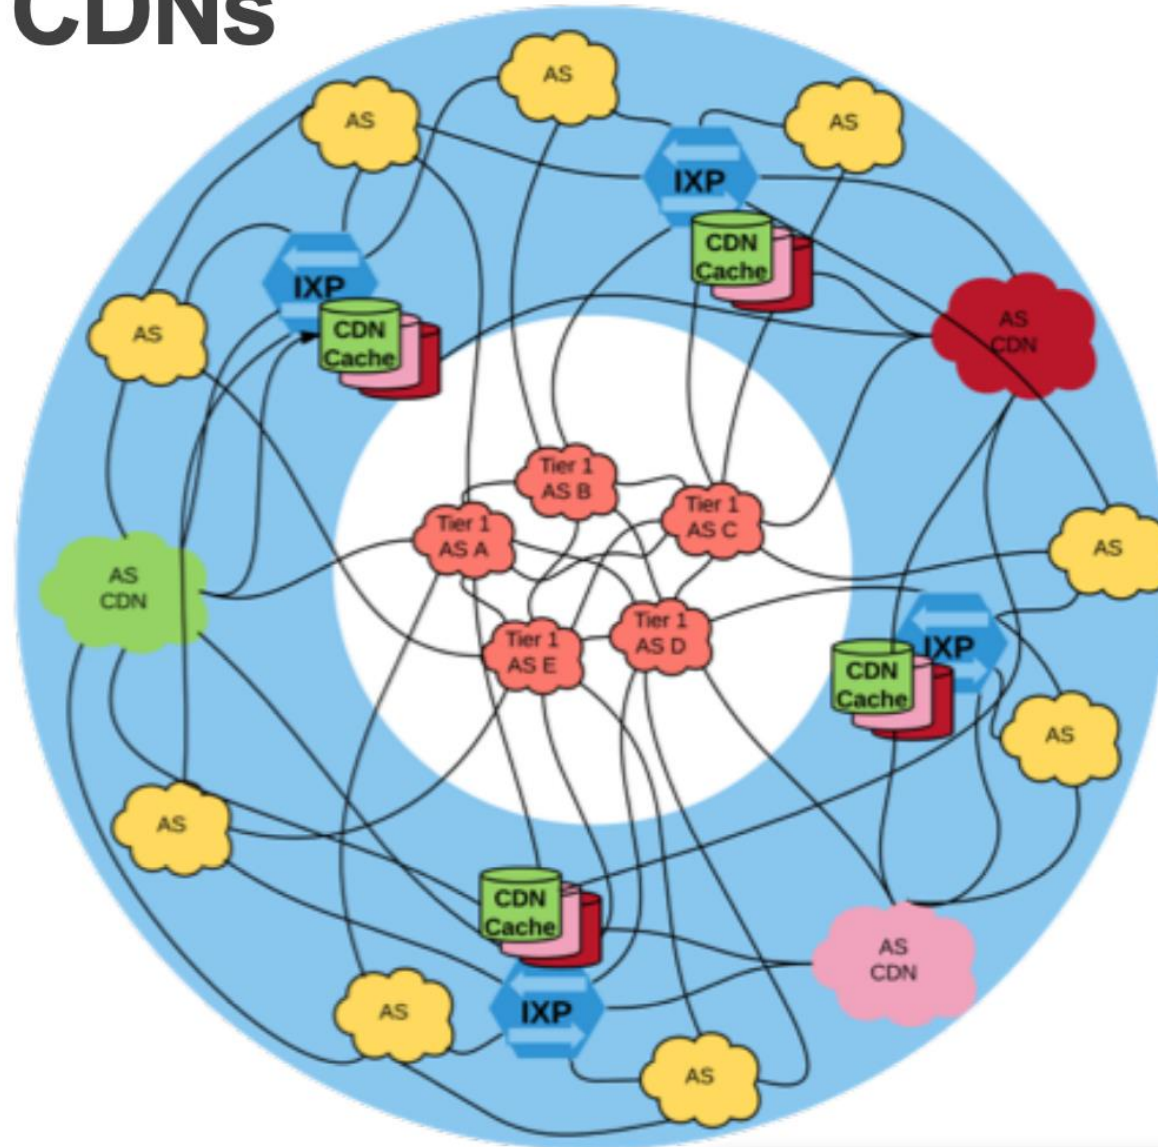 CDNs
AS
AS
AS
IXP
CDN
Cache
IXP
CDN
Cache
AS
AS
CDN
Tier 1
AS B
Tier 1
AS C
Tier 1
AS A
AS
AS
CDN
Tier 1
AS E
Tier 1
AS D
IXP
CDN
Cache
AS
AS
CDN
Cache
IXP
AS
CDN
AS
AS